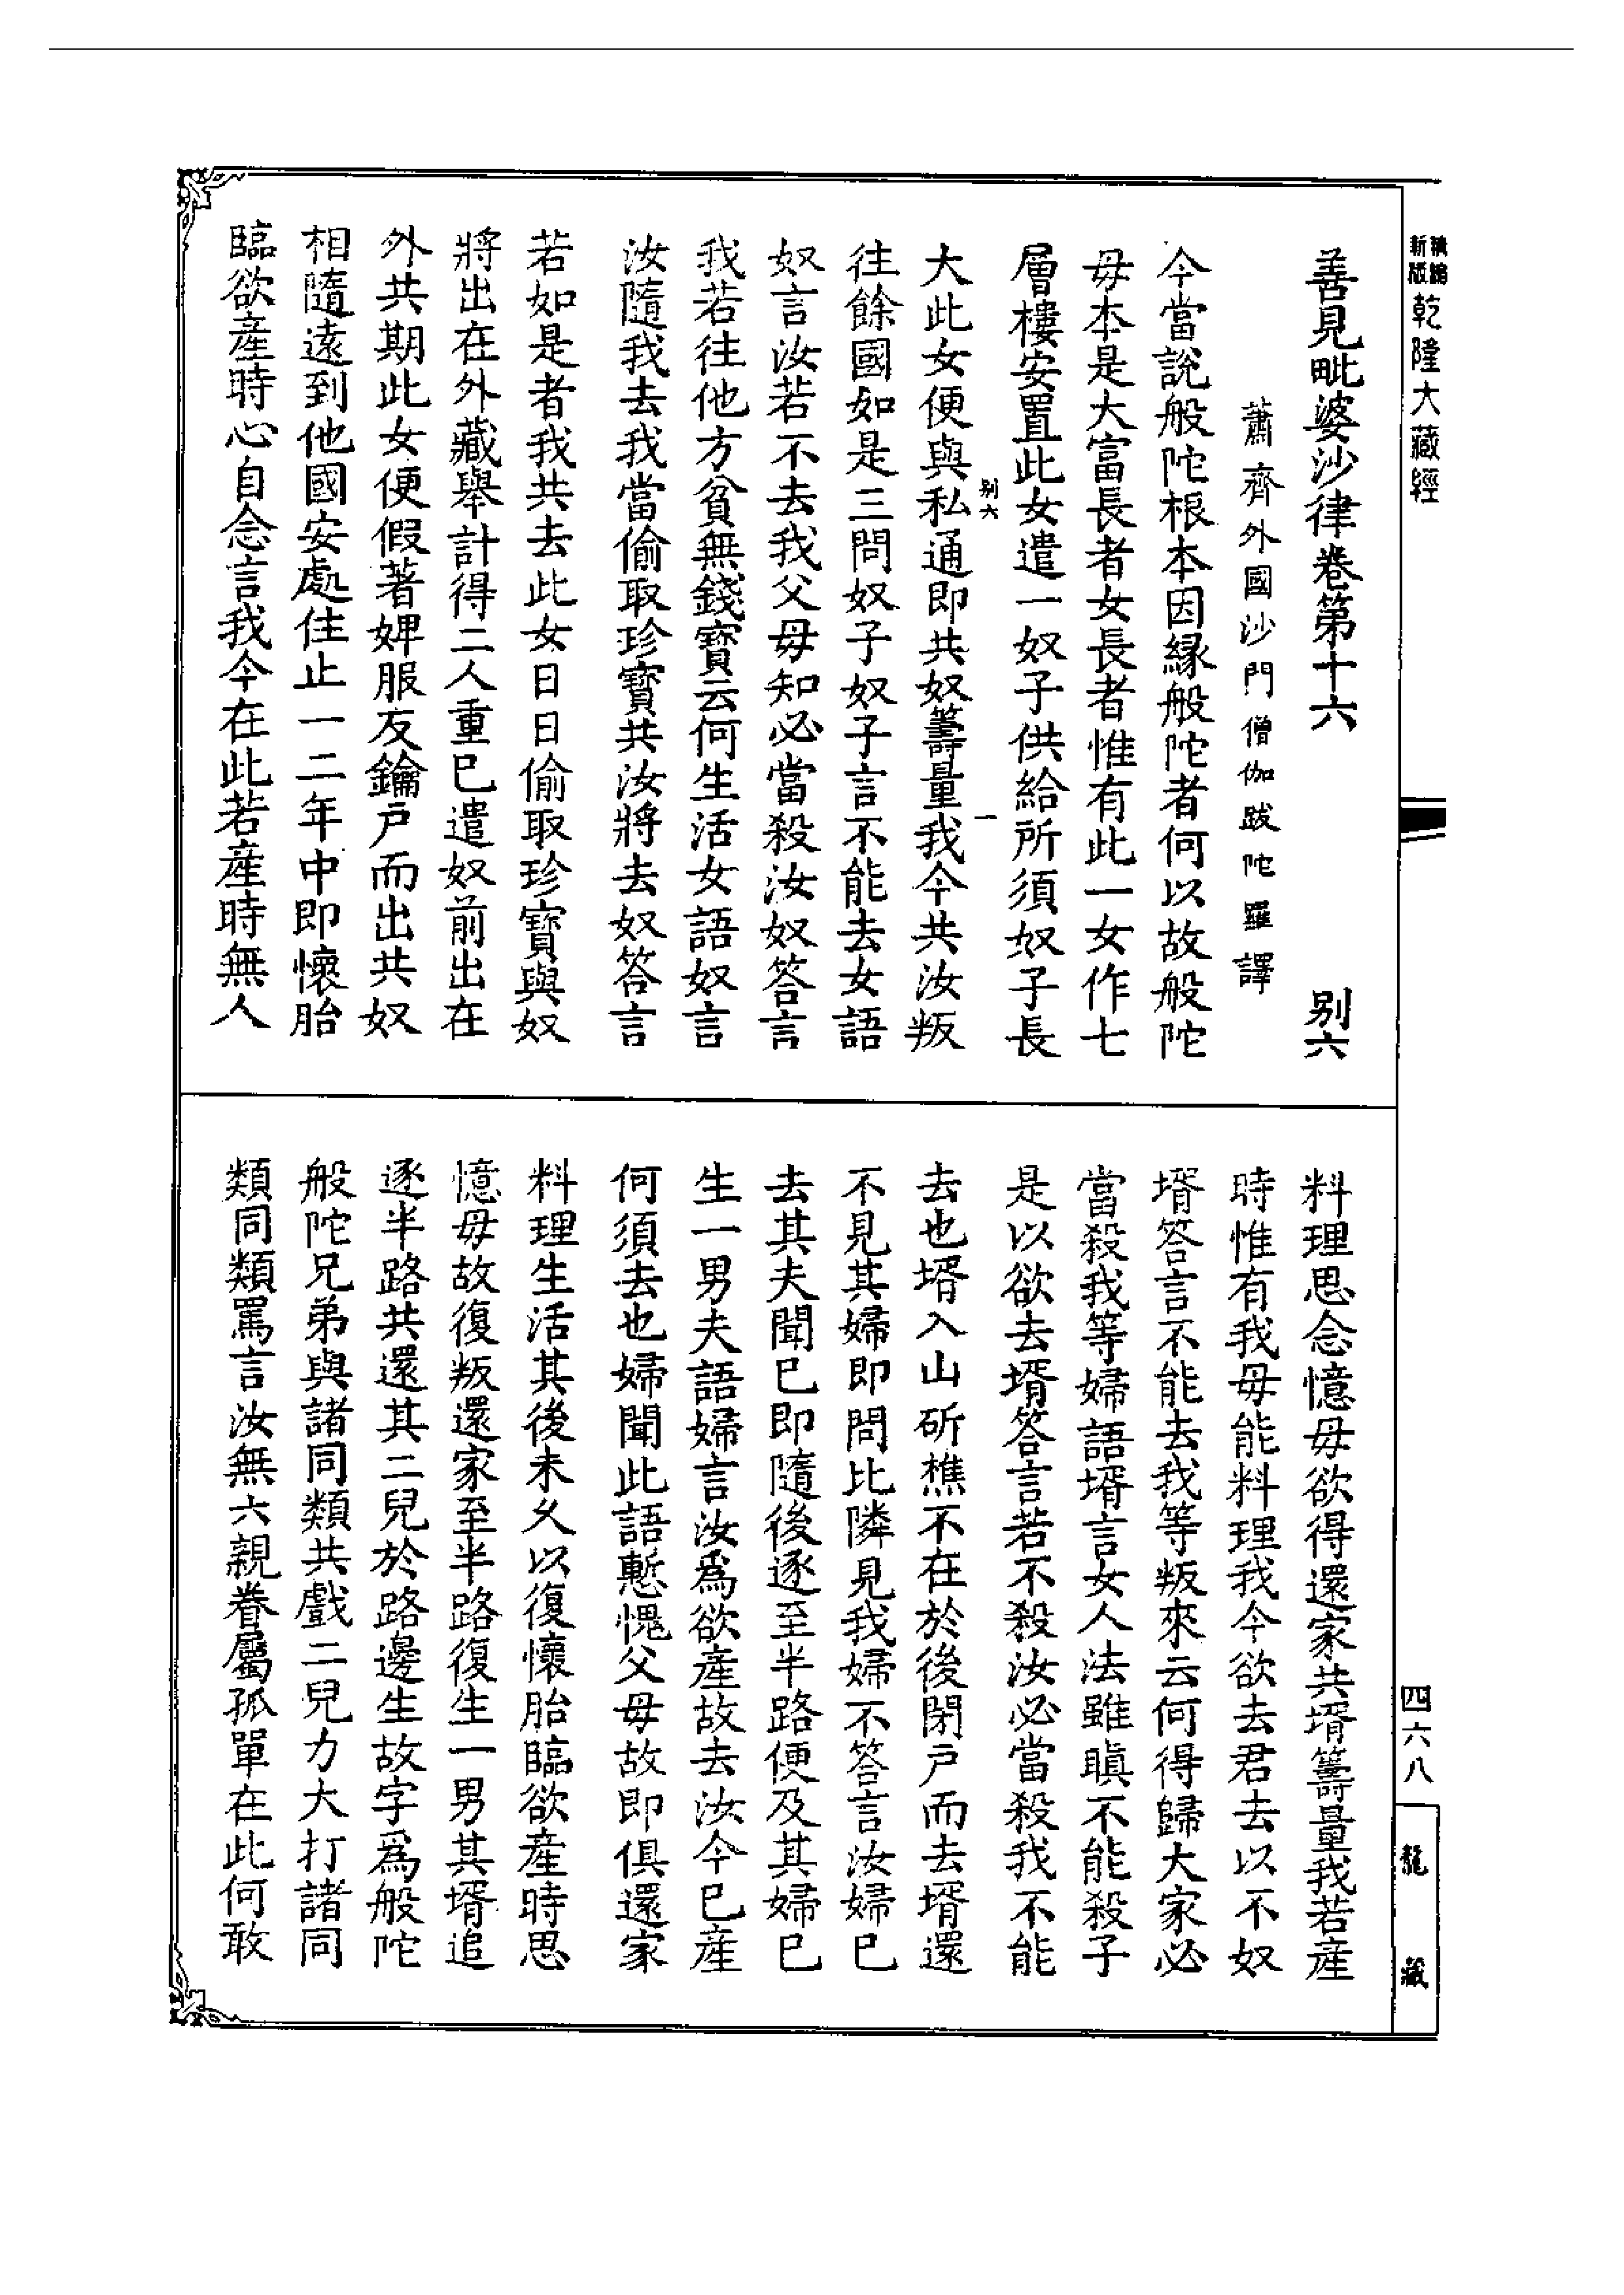 新編
新版
乾隆大藏經
善見毗婆沙律卷第十六 别六
蕭齊外國沙門僧伽跋陀羅譯
今當說般陀根本因緣般陀者何以故般陀
毋本是大富長者女長者惟有此一女作七
層樓安置此女遣一奴子供給所須奴子長
别六 一
大此女便與私通即共奴籌量我今共汝叛
往餘國如是三問奴子奴子言不能去女語
奴言汝若不去我父毋知必當殺汝奴答言
我若往他方貧無錢寶云何生活女語奴言
汝隨我去我當偷取珍寶共汝將去奴答言
若如是者我共去此女日日偷取珍寶與奴
將出在外藏舉計得二人重已遣奴前出在
外共期此女便假著婢服反鑰戶而出共奴
相隨遠到他國安處住止一二年中即懷胎
臨欲產時心自念言我今在此若產時無人
料理思念憶毋欲得還家共壻籌量我若產
時惟有我毋能料理我今欲去君去以不奴
壻答言不能去我等叛來云何得歸大家必
當殺我等婦語壻言女人法雖瞋不能殺子
是以欲去壻答言若不殺汝必當殺我不能
去也壻入山斫樵不在於後閉戶而去壻還
不見其婦即問比隣見我婦不答言汝婦已
去其夫聞已即隨後逐至半路便及其婦已
生一男夫語婦言汝為欲產故去汝今已產
何須去也婦聞此語慙愧父毋故即俱還家
料理生活其後未久以復懷胎臨欲產時思
憶毋故復叛還家至半路復生一男其壻追
逐半路共還其二兒於路邊生故字為般陀
般陀兄弟與諸同類共戲二兒力大打諸同
類同類罵言汝無六親眷屬孤單在此何敢
四六八
龍藏